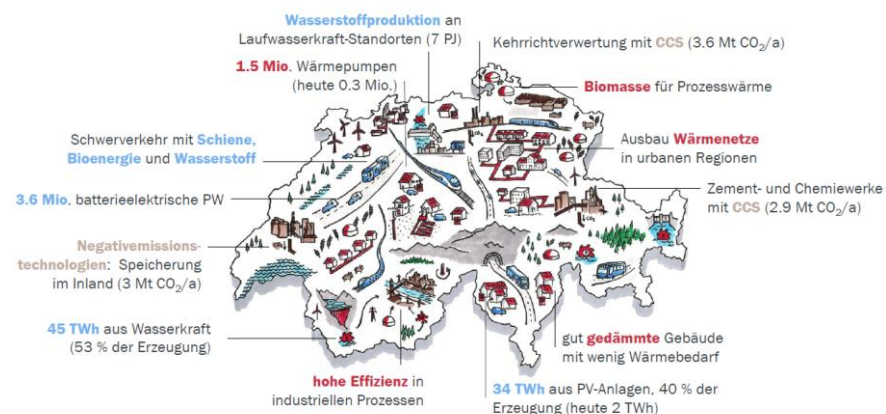 Wasserstoffproduktion an
Laufwasserkraft-Standorten (7 PJ)
Kehrrichtverwertung mit CCS (3.6 Mt CO₂/a)
1.5 Mio. Wärmepumpen
(heute 0.3 Mio.)
Biomasse für Prozesswärme
Schwerverkehr mit Schiene,
Bioenergie und Wasserstoff
Ausbau Wärmenetze
in urbanen Regionen
3.6 Mio. batterieelektrische PW
Zement- und Chemiewerke
mit CCS (2.9 Mt CO₂/a)
Negativemissions-
technologien: Speicherung
im Inland (3 Mt CO₂/a)
45 TWh aus Wasserkraft
(53 % der Erzeugung)
gut gedämmte Gebäude
mit wenig Wärmebedarf
hohe Effizienz in
industriellen Prozessen
34 TWh aus PV-Anlagen, 40 % der
Erzeugung (heute 2 TWh)